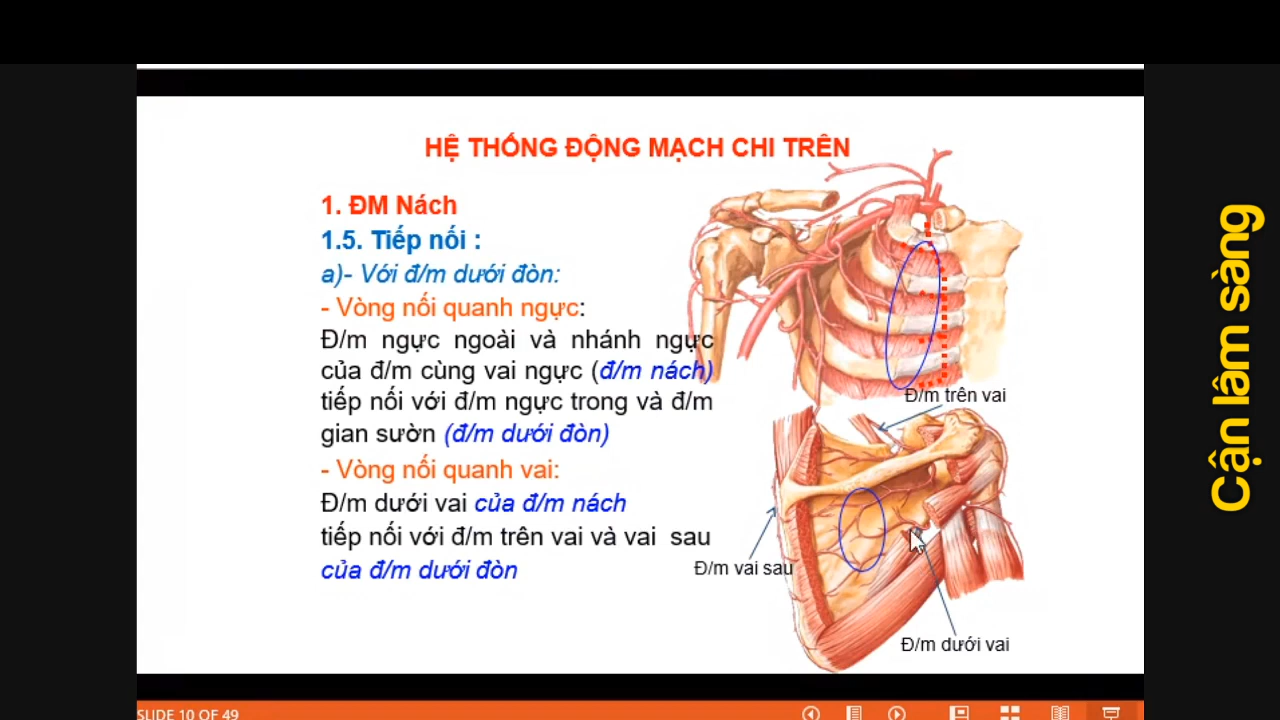 HỆ THỐNG ĐỘNG MẠCH CHI TRÊN
1. ĐM Nách
1.5. Tiếp nối :
a)- Với đ/m dưới đòn:
- Vòng nối quanh ngực:
Đ/m ngực ngoài và nhánh ngực
của đ/m cùng vai ngực (đ/m nách)
tiếp nối với đ/m ngực trong và đ/m
gian sườn (đ/m dưới đòn)
- Vòng nối quanh vai:
Đ/m dưới vai của đ/m nách
tiếp nối với đ/m trên vai và vai sau
của đ/m dưới đòn
Đ/m trên vai
Đ/m vai sau
Đ/m dưới vai
Cận lâm sàng
SLIDE 10 OF 49